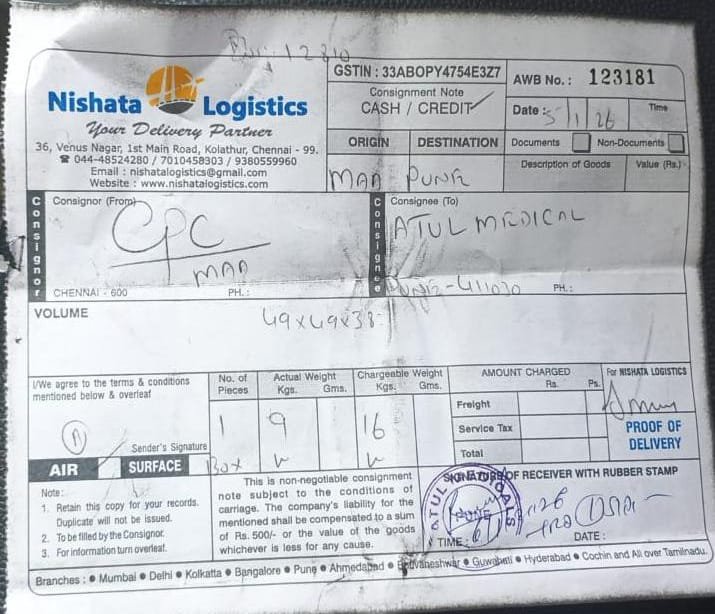 12840
Nishata Logistics
Your Delivery Partner
36, Venus Nagar, 1st Main Road, Kolathur, Chennai - 99.
☎ 044-48524280 / 7010458303 / 9380559960
Email : nishatalogistics@gmail.com
Website : www.nishatalogistics.com
GSTIN : 33ABOPY4754E3Z7
Consignment Note
CASH / CREDIT
AWB No. : 123181
Date : 5/1/26 Time
ORIGIN DESTINATION
MAA PUNE
Documents Non-Documents
Description of Goods Value (Rs.)
Consignor
Consignor (From)
CPC
MAA
CHENNAI - 600 PH. :
Consignee
Consignee (To)
ATUL MEDICAL
PUNE-411030 PH. :
VOLUME
49x49x38
I/We agree to the terms & conditions
mentioned below & overleaf
A
Sender's Signature
AIR SURFACE
No. of Pieces
1
BOX
Actual Weight
Kgs. Gms.
9
Chargeable Weight
Kgs. Gms.
16
AMOUNT CHARGED
Rs. Ps.
Freight
Service Tax
Total
For NISHATA LOGISTICS
PROOF OF
DELIVERY
Note :
1. Retain this copy for your records.
Duplicate will not be issued.
2. To be filled by the Consignor.
3. For information turn overleaf.
This is non-negotiable consignment
note subject to the conditions of
carriage. The company's liability for the
mentioned shall be compensated to a sum
of Rs. 500/- or the value of the goods
whichever is less for any cause.
SIGNATURE OF RECEIVER WITH RUBBER STAMP
ATUL
PUNE
TIME : DATE :
Branches : ● Mumbai ● Delhi ● Kolkatta ● Bangalore ● Pune ● Ahmedabad ● Bhuvaneshwar ● Guwahati ● Hyderabad ● Cochin and All over Tamilnadu.